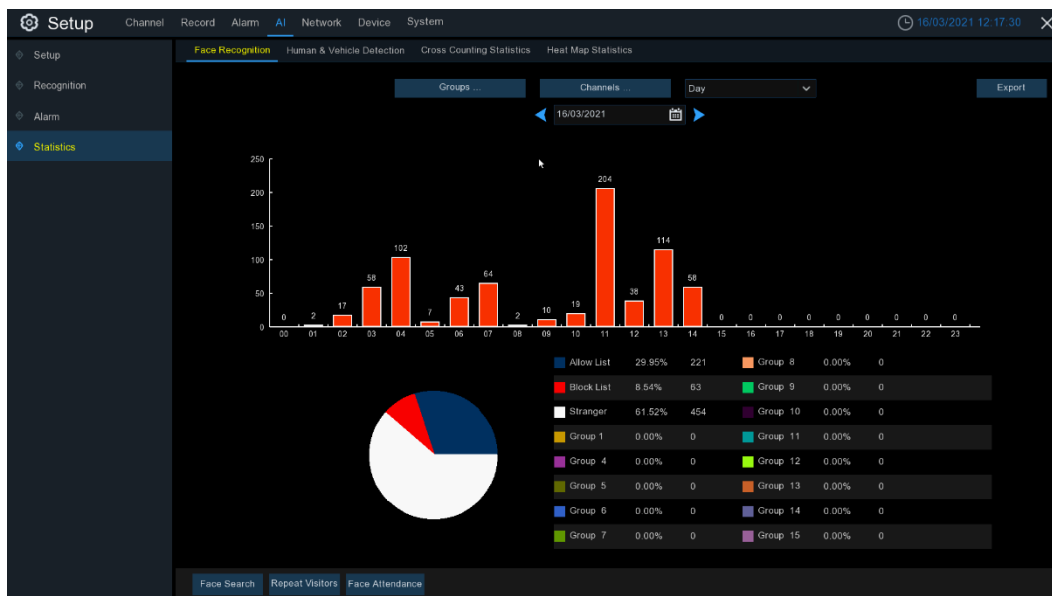 Setup Channel Record Alarm AI Network Device System 16/03/2021 12:17:30
Face Recognition Human & Vehicle Detection Cross Counting Statistics Heat Map Statistics
Setup
Recognition
Alarm
Statistics
Groups ... Channels ... Day Export
16/03/2021
250
200
150
100
50
0
0 2 17 58 102 7 43 64 2 10 19 204 38 114 58 0 0 0 0 0 0 0 0 0
00 01 02 03 04 05 06 07 08 09 10 11 12 13 14 15 16 17 18 19 20 21 22 23
Allow List 29.95% 221 Group 8 0.00% 0
Block List 8.54% 63 Group 9 0.00% 0
Stranger 61.52% 454 Group 10 0.00% 0
Group 1 0.00% 0 Group 11 0.00% 0
Group 4 0.00% 0 Group 12 0.00% 0
Group 5 0.00% 0 Group 13 0.00% 0
Group 6 0.00% 0 Group 14 0.00% 0
Group 7 0.00% 0 Group 15 0.00% 0
Face Search Repeat Visitors Face Attendance